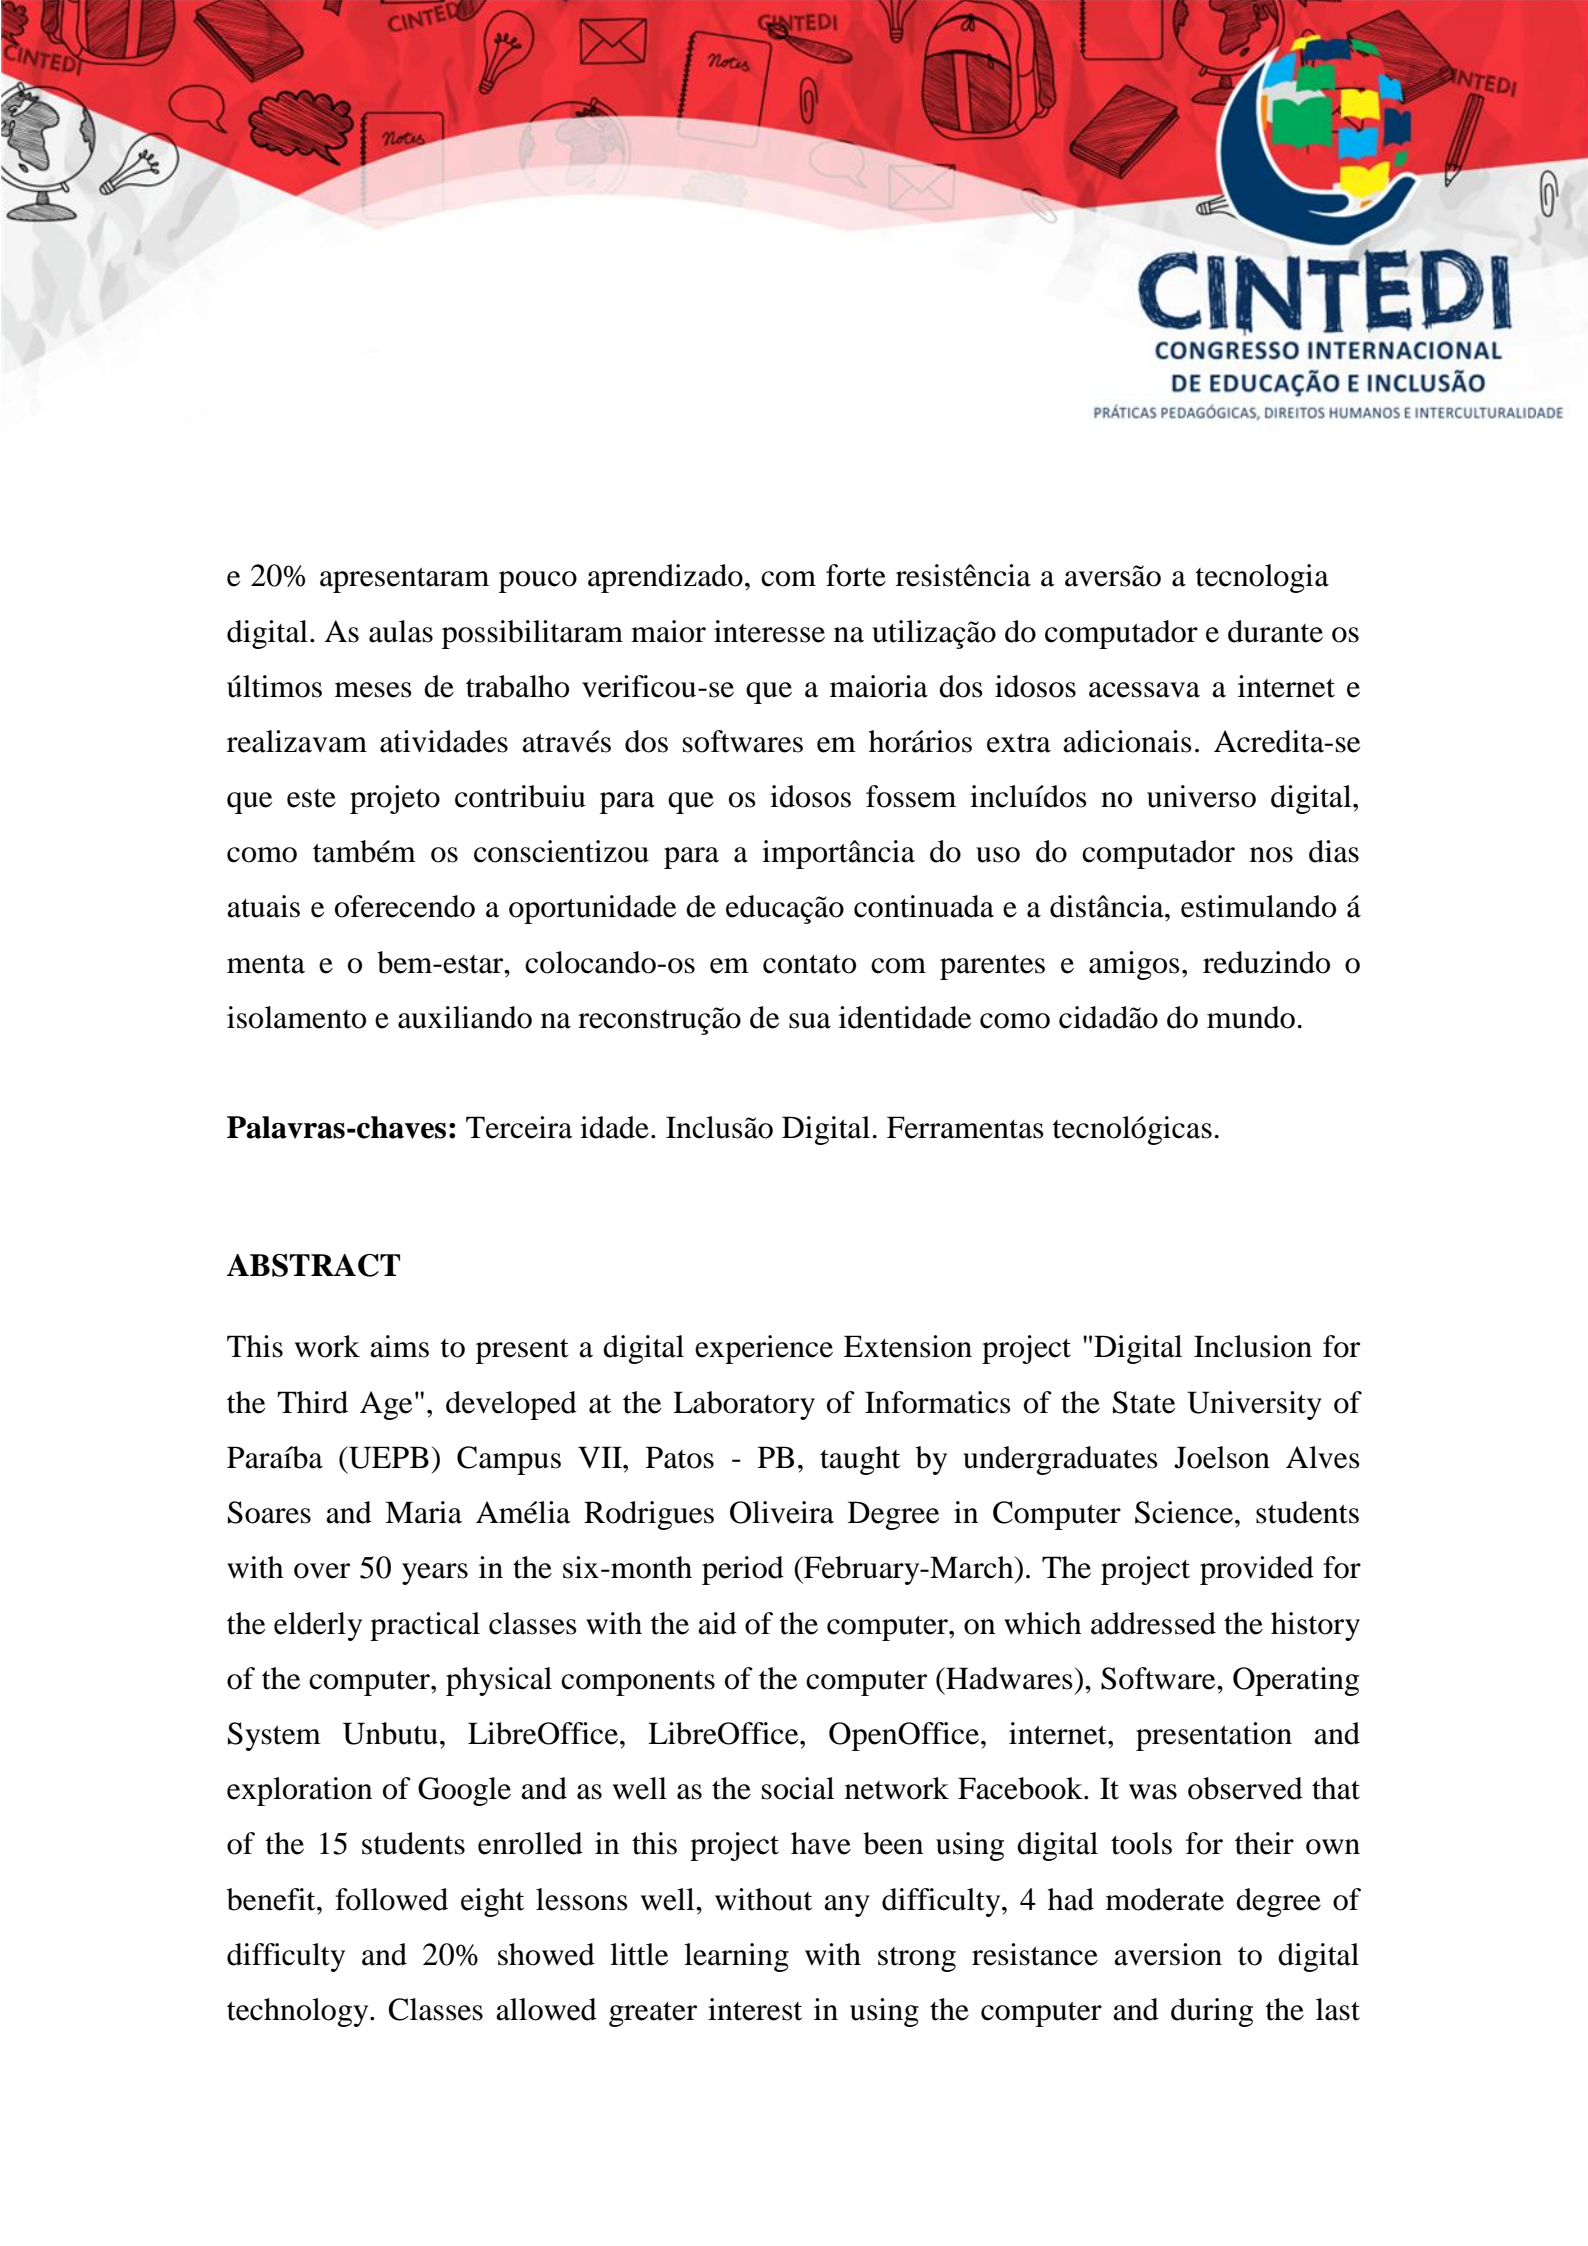 CINTEDI
CINTEDI
CINTEDI
CINTEDI
Notes
Notes
CINTEDI
CONGRESSO INTERNACIONAL
DE EDUCAÇÃO E INCLUSÃO
PRÁTICAS PEDAGÓGICAS, DIREITOS HUMANOS E INTERCULTURALIDADE
e 20% apresentaram pouco aprendizado, com forte resistência a aversão a tecnologia
digital. As aulas possibilitaram maior interesse na utilização do computador e durante os
últimos meses de trabalho verificou-se que a maioria dos idosos acessava a internet e
realizavam atividades através dos softwares em horários extra adicionais. Acredita-se
que este projeto contribuiu para que os idosos fossem incluídos no universo digital,
como também os conscientizou para a importância do uso do computador nos dias
atuais e oferecendo a oportunidade de educação continuada e a distância, estimulando á
menta e o bem-estar, colocando-os em contato com parentes e amigos, reduzindo o
isolamento e auxiliando na reconstrução de sua identidade como cidadão do mundo.
Palavras-chaves: Terceira idade. Inclusão Digital. Ferramentas tecnológicas.
ABSTRACT
This work aims to present a digital experience Extension project "Digital Inclusion for
the Third Age", developed at the Laboratory of Informatics of the State University of
Paraíba (UEPB) Campus VII, Patos - PB, taught by undergraduates Joelson Alves
Soares and Maria Amélia Rodrigues Oliveira Degree in Computer Science, students
with over 50 years in the six-month period (February-March). The project provided for
the elderly practical classes with the aid of the computer, on which addressed the history
of the computer, physical components of the computer (Hadwares), Software, Operating
System Unbutu, LibreOffice, LibreOffice, OpenOffice, internet, presentation and
exploration of Google and as well as the social network Facebook. It was observed that
of the 15 students enrolled in this project have been using digital tools for their own
benefit, followed eight lessons well, without any difficulty, 4 had moderate degree of
difficulty and 20% showed little learning with strong resistance aversion to digital
technology. Classes allowed greater interest in using the computer and during the last